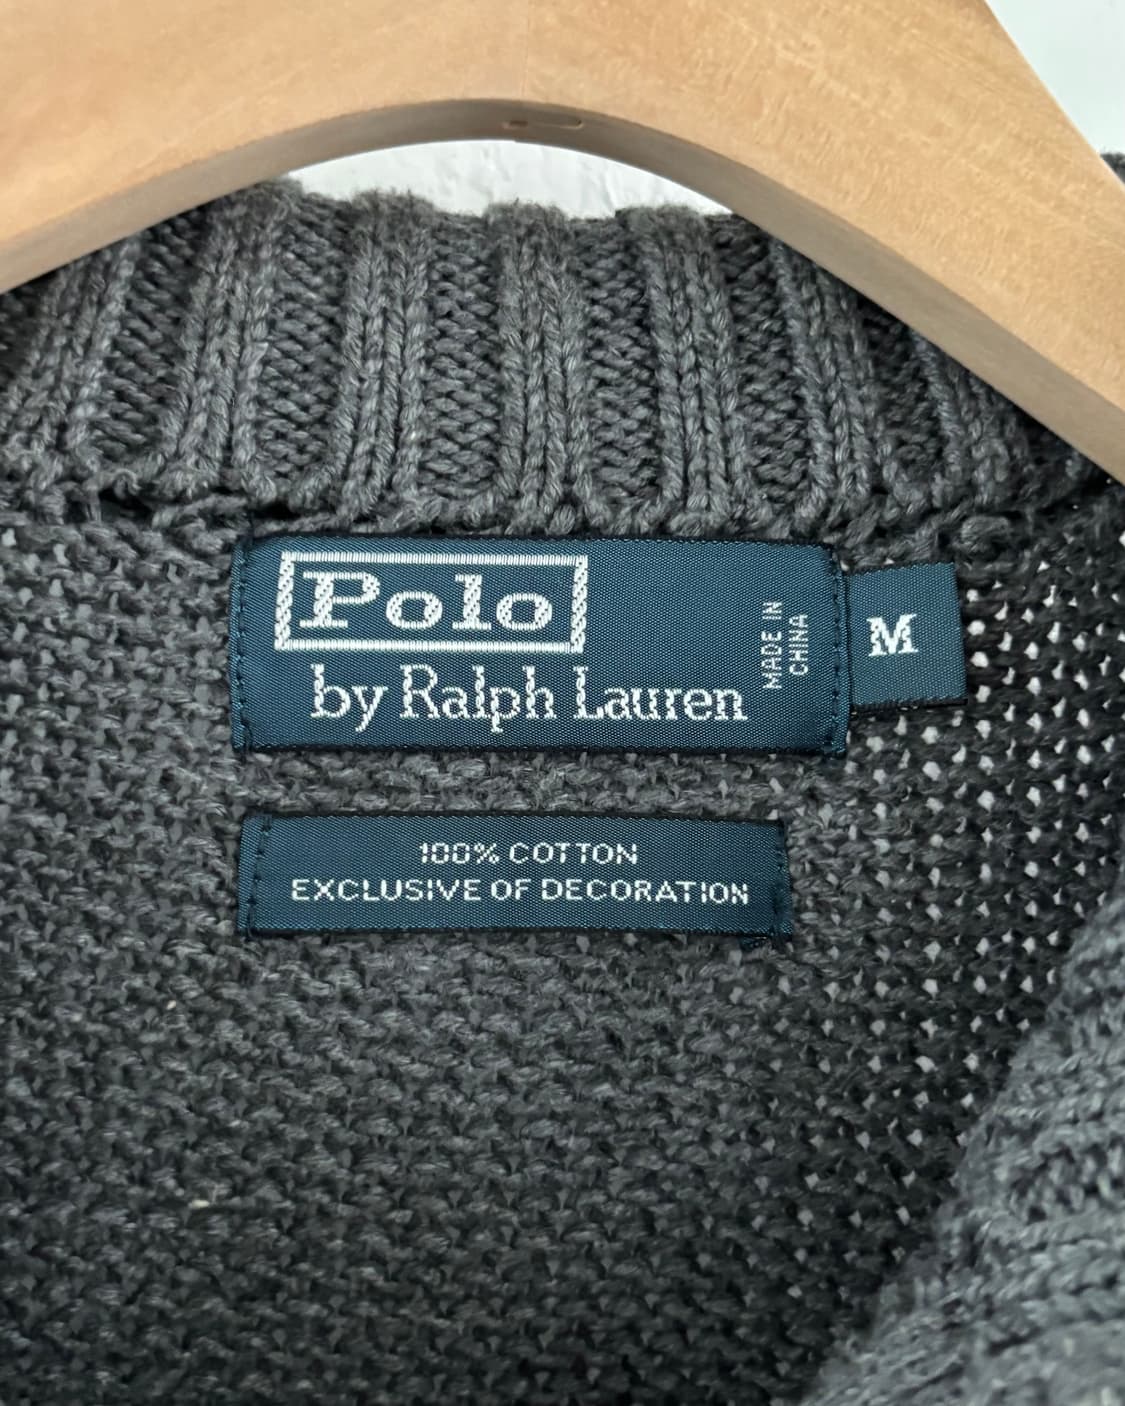 Polo
by Ralph Lauren
MADE IN
CHINA
M
100% COTTON
EXCLUSIVE OF DECORATION